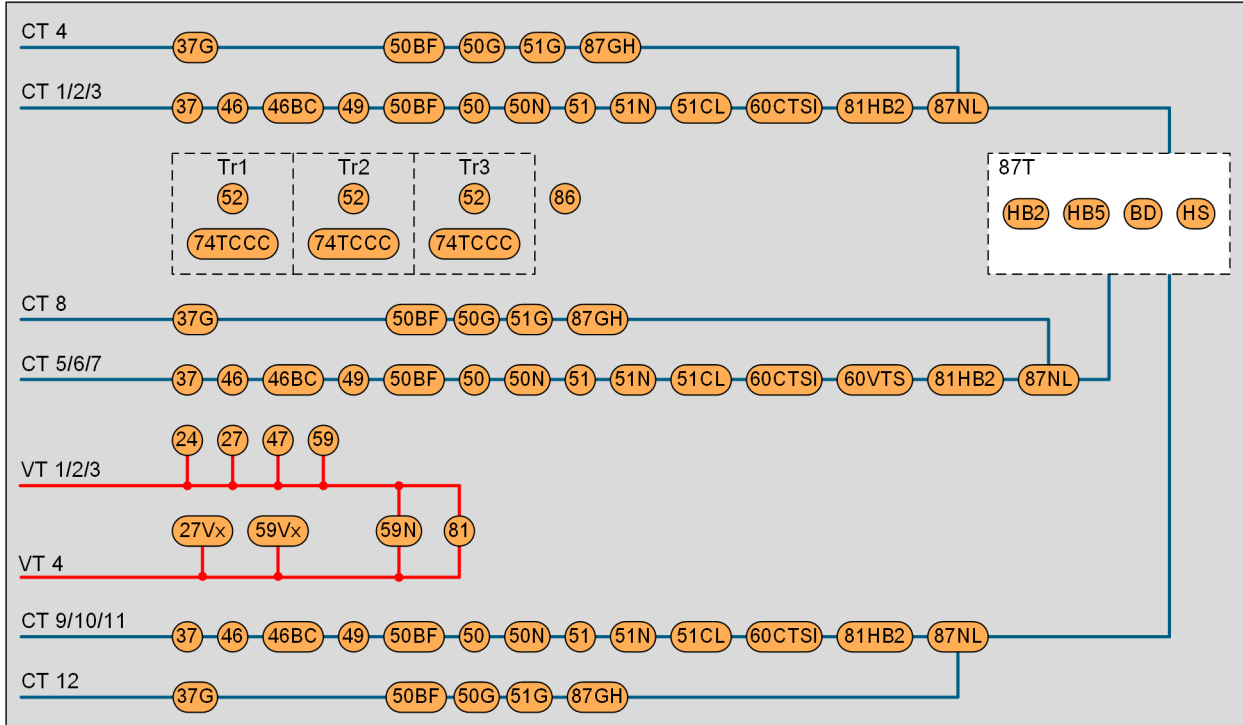 CT 4
37G 50BF 50G 51G 87GH
CT 1/2/3
37 46 46BC 49 50BF 50 50N 51 51N 51CL 60CTSI 81HB2 87NL
Tr1 Tr2 Tr3 87T
52 52 52 86 HB2 HB5 BD HS
74TCCC 74TCCC 74TCCC
CT 8
37G 50BF 50G 51G 87GH
CT 5/6/7
37 46 46BC 49 50BF 50 50N 51 51N 51CL 60CTSI 60VTS 81HB2 87NL
24 27 47 59
VT 1/2/3
27Vx 59Vx 59N 81
VT 4
CT 9/10/11
37 46 46BC 49 50BF 50 50N 51 51N 51CL 60CTSI 81HB2 87NL
CT 12
37G 50BF 50G 51G 87GH